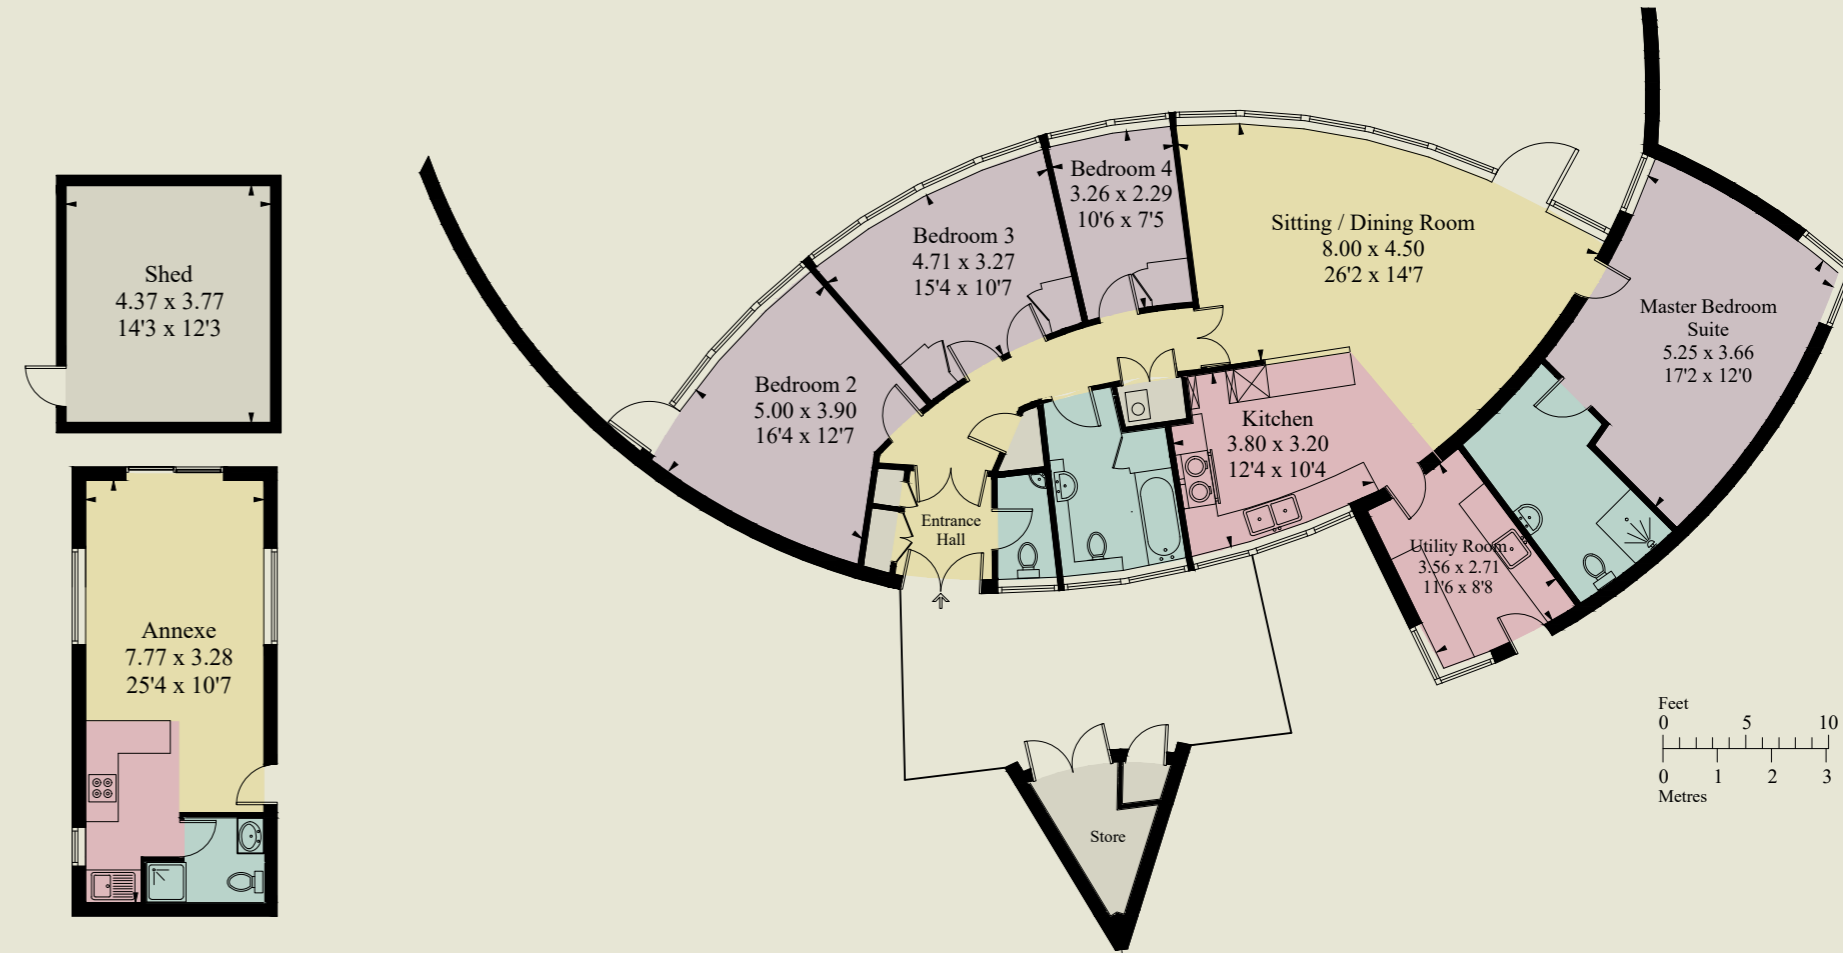 Shed
4.37 x 3.77
14'3 x 12'3
Annexe
7.77 x 3.28
25'4 x 10'7
Bedroom 2
5.00 x 3.90
16'4 x 12'7
Bedroom 3
4.71 x 3.27
15'4 x 10'7
Bedroom 4
3.26 x 2.29
10'6 x 7'5
Sitting / Dining Room
8.00 x 4.50
26'2 x 14'7
Master Bedroom
Suite
5.25 x 3.66
17'2 x 12'0
Kitchen
3.80 x 3.20
12'4 x 10'4
Entrance
Hall
Utility Room
3.56 x 2.71
11'6 x 8'8
Store
Feet
0 5 10
0 1 2 3
Metres